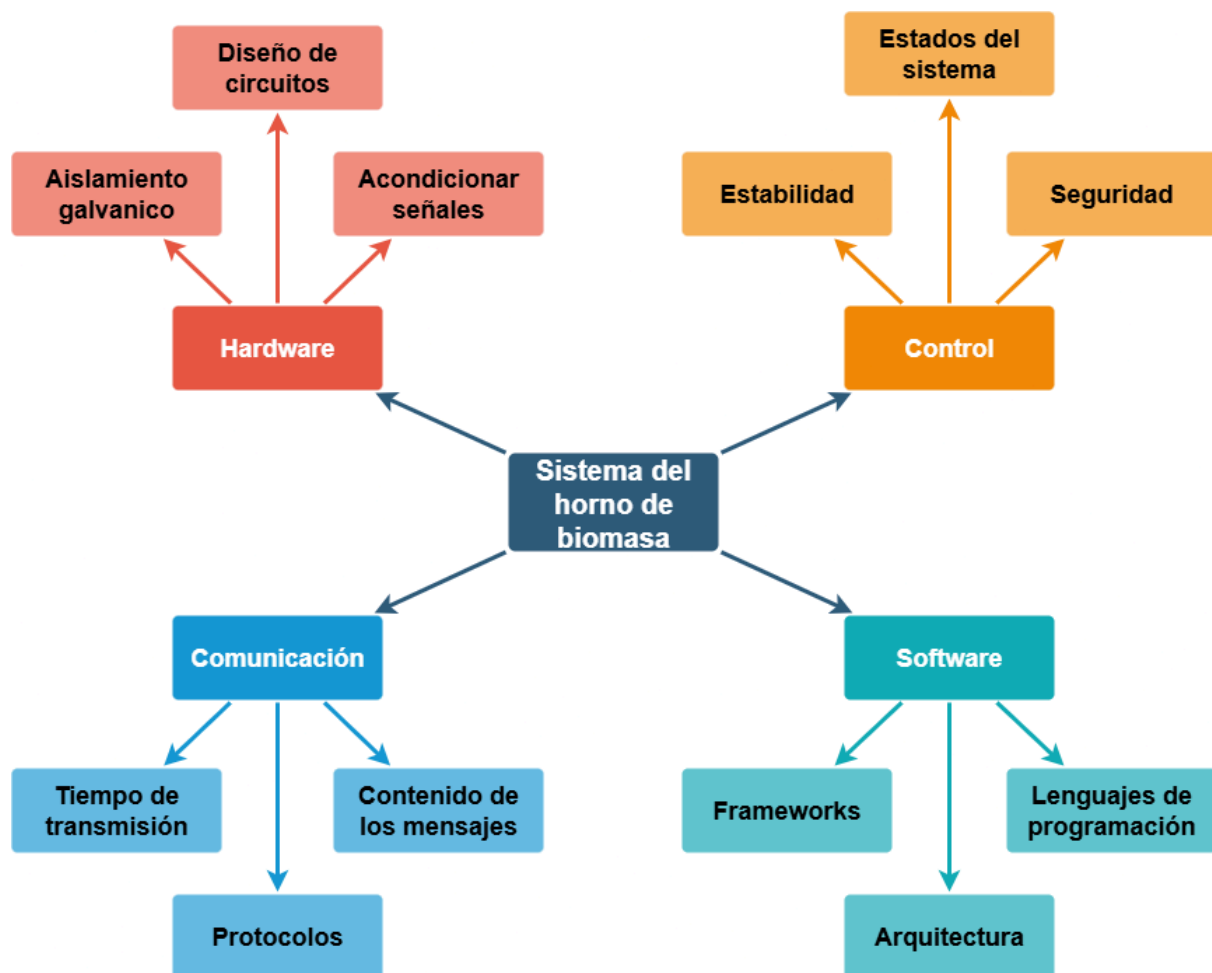 Diseño de
circuitos
Estados del
sistema
Aislamiento
galvanico
Acondicionar
señales
Estabilidad
Seguridad
Hardware
Control
Sistema del
horno de
biomasa
Comunicación
Software
Tiempo de
transmisión
Contenido de
los mensajes
Frameworks
Lenguajes de
programación
Protocolos
Arquitectura